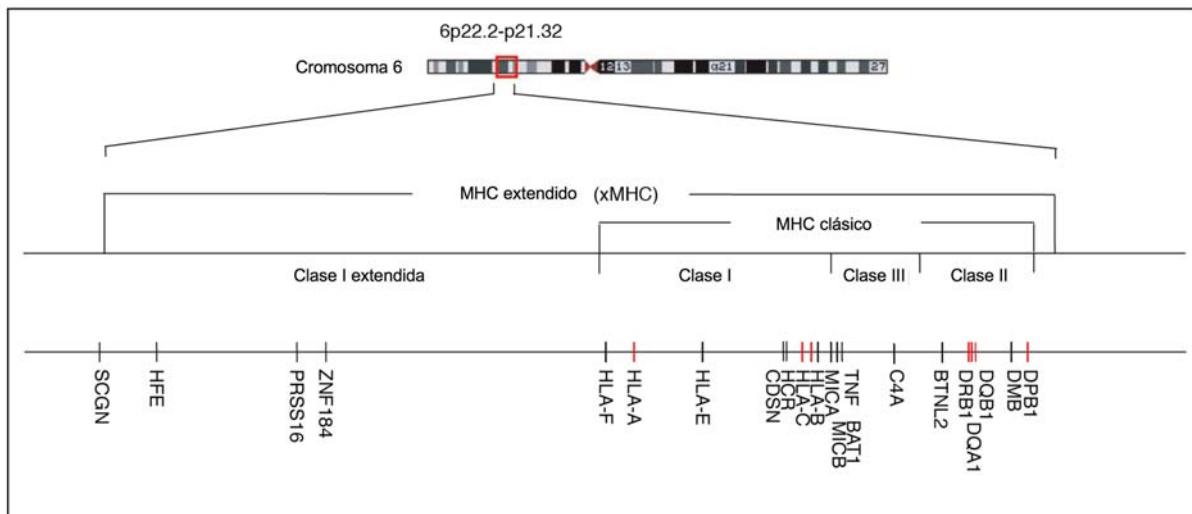 6p22.2-p21.32
Cromosoma 6
12 13 α21 27
MHC extendido (xMHC)
MHC clásico
Clase I extendida
Clase I
Clase III
Clase II
SCGN
HFE
PRSS16
ZNF184
HLA-F
HLA-A
HLA-E
CDSN
HCR
HLA-C
HLA-B
MICA
MICB
TNF
BAT1
C4A
BTNL2
DRB1
DQA1
DQB1
DMB
DPB1